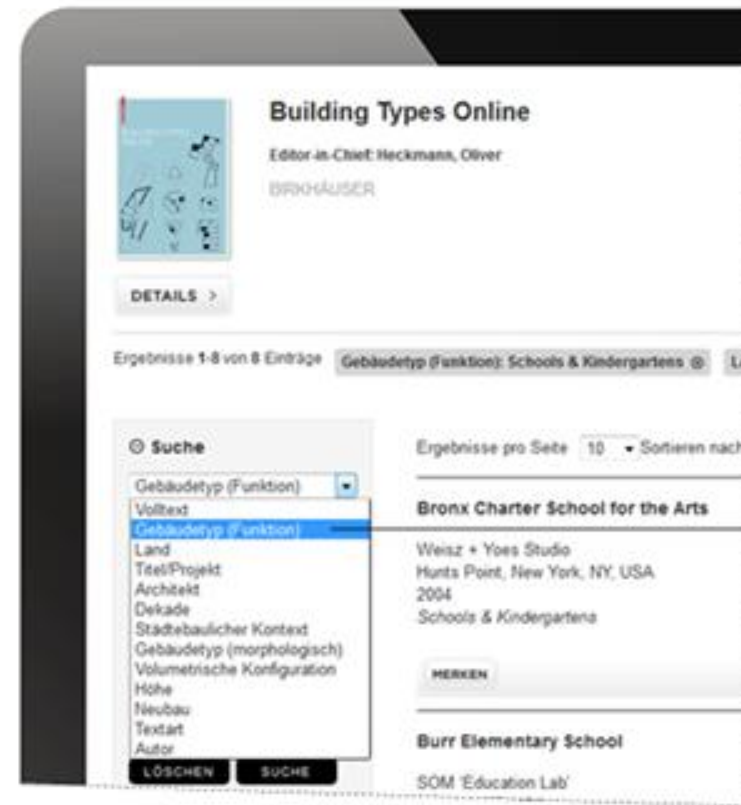 Building Types Online
Editor-in-Chief: Heckmann, Oliver
BIRKHÄUSER
DETAILS >
Ergebnisse 1-8 von 8 Einträge Gebäudetyp (Funktion): Schools & Kindergartens
Suche
Ergebnisse pro Seite 10 Sortieren nach
Gebäudetyp (Funktion)
Volltext
Gebäudetyp (Funktion)
Land
Titel/Projekt
Architekt
Dekade
Städtebaulicher Kontext
Gebäudetyp (morphologisch)
Volumetrische Konfiguration
Höhe
Neubau
Textart
Autor
LÖSCHEN SUCHE
Bronx Charter School for the Arts
Weisz + Yoes Studio
Hunts Point, New York, NY, USA
2004
Schools & Kindergartens
MERKEN
Burr Elementary School
SOM 'Education Lab'